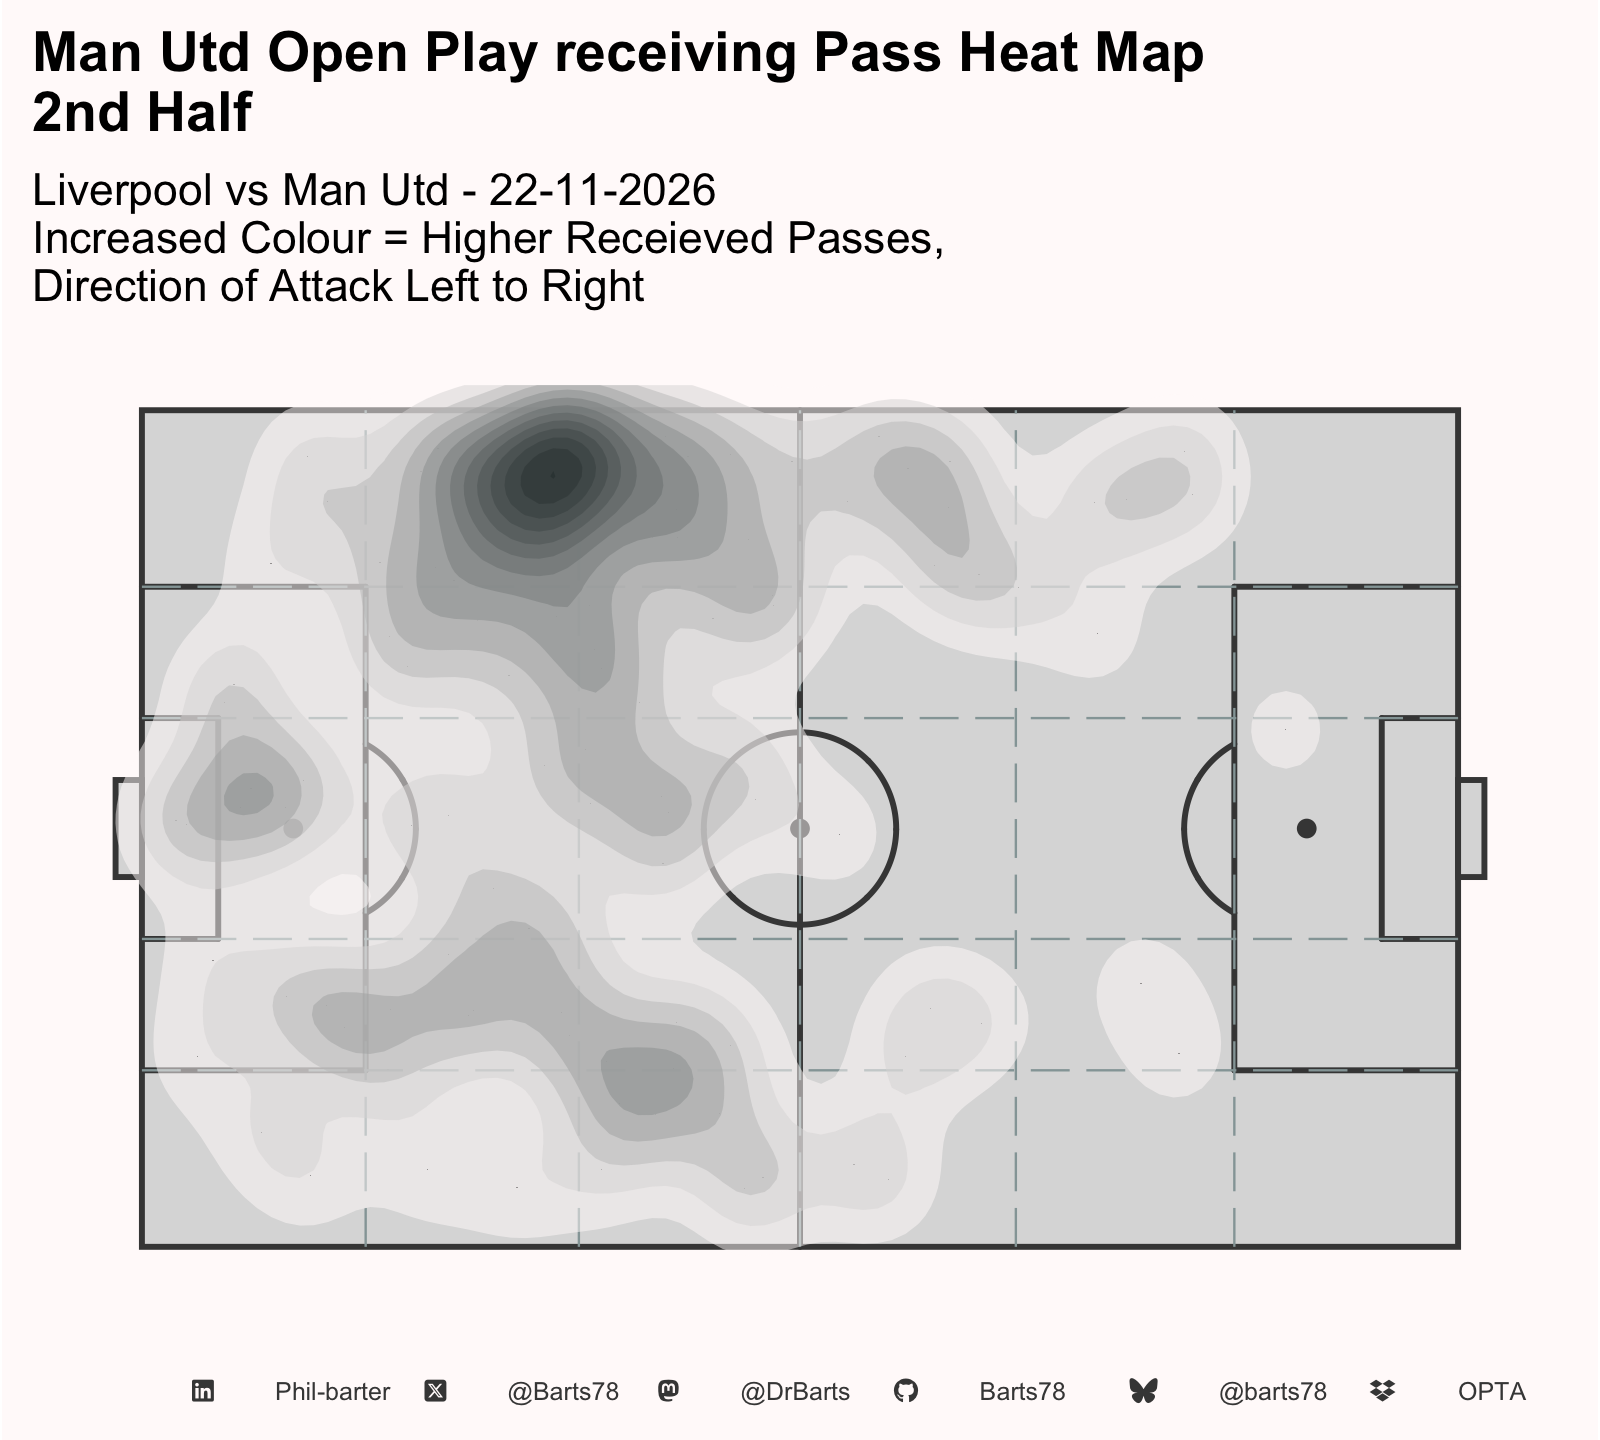 Man Utd Open Play receiving Pass Heat Map
2nd Half
Liverpool vs Man Utd - 22-11-2026
Increased Colour = Higher Receieved Passes,
Direction of Attack Left to Right
in Phil-barter X @Barts78 m @DrBarts Barts78 @barts78 OPTA